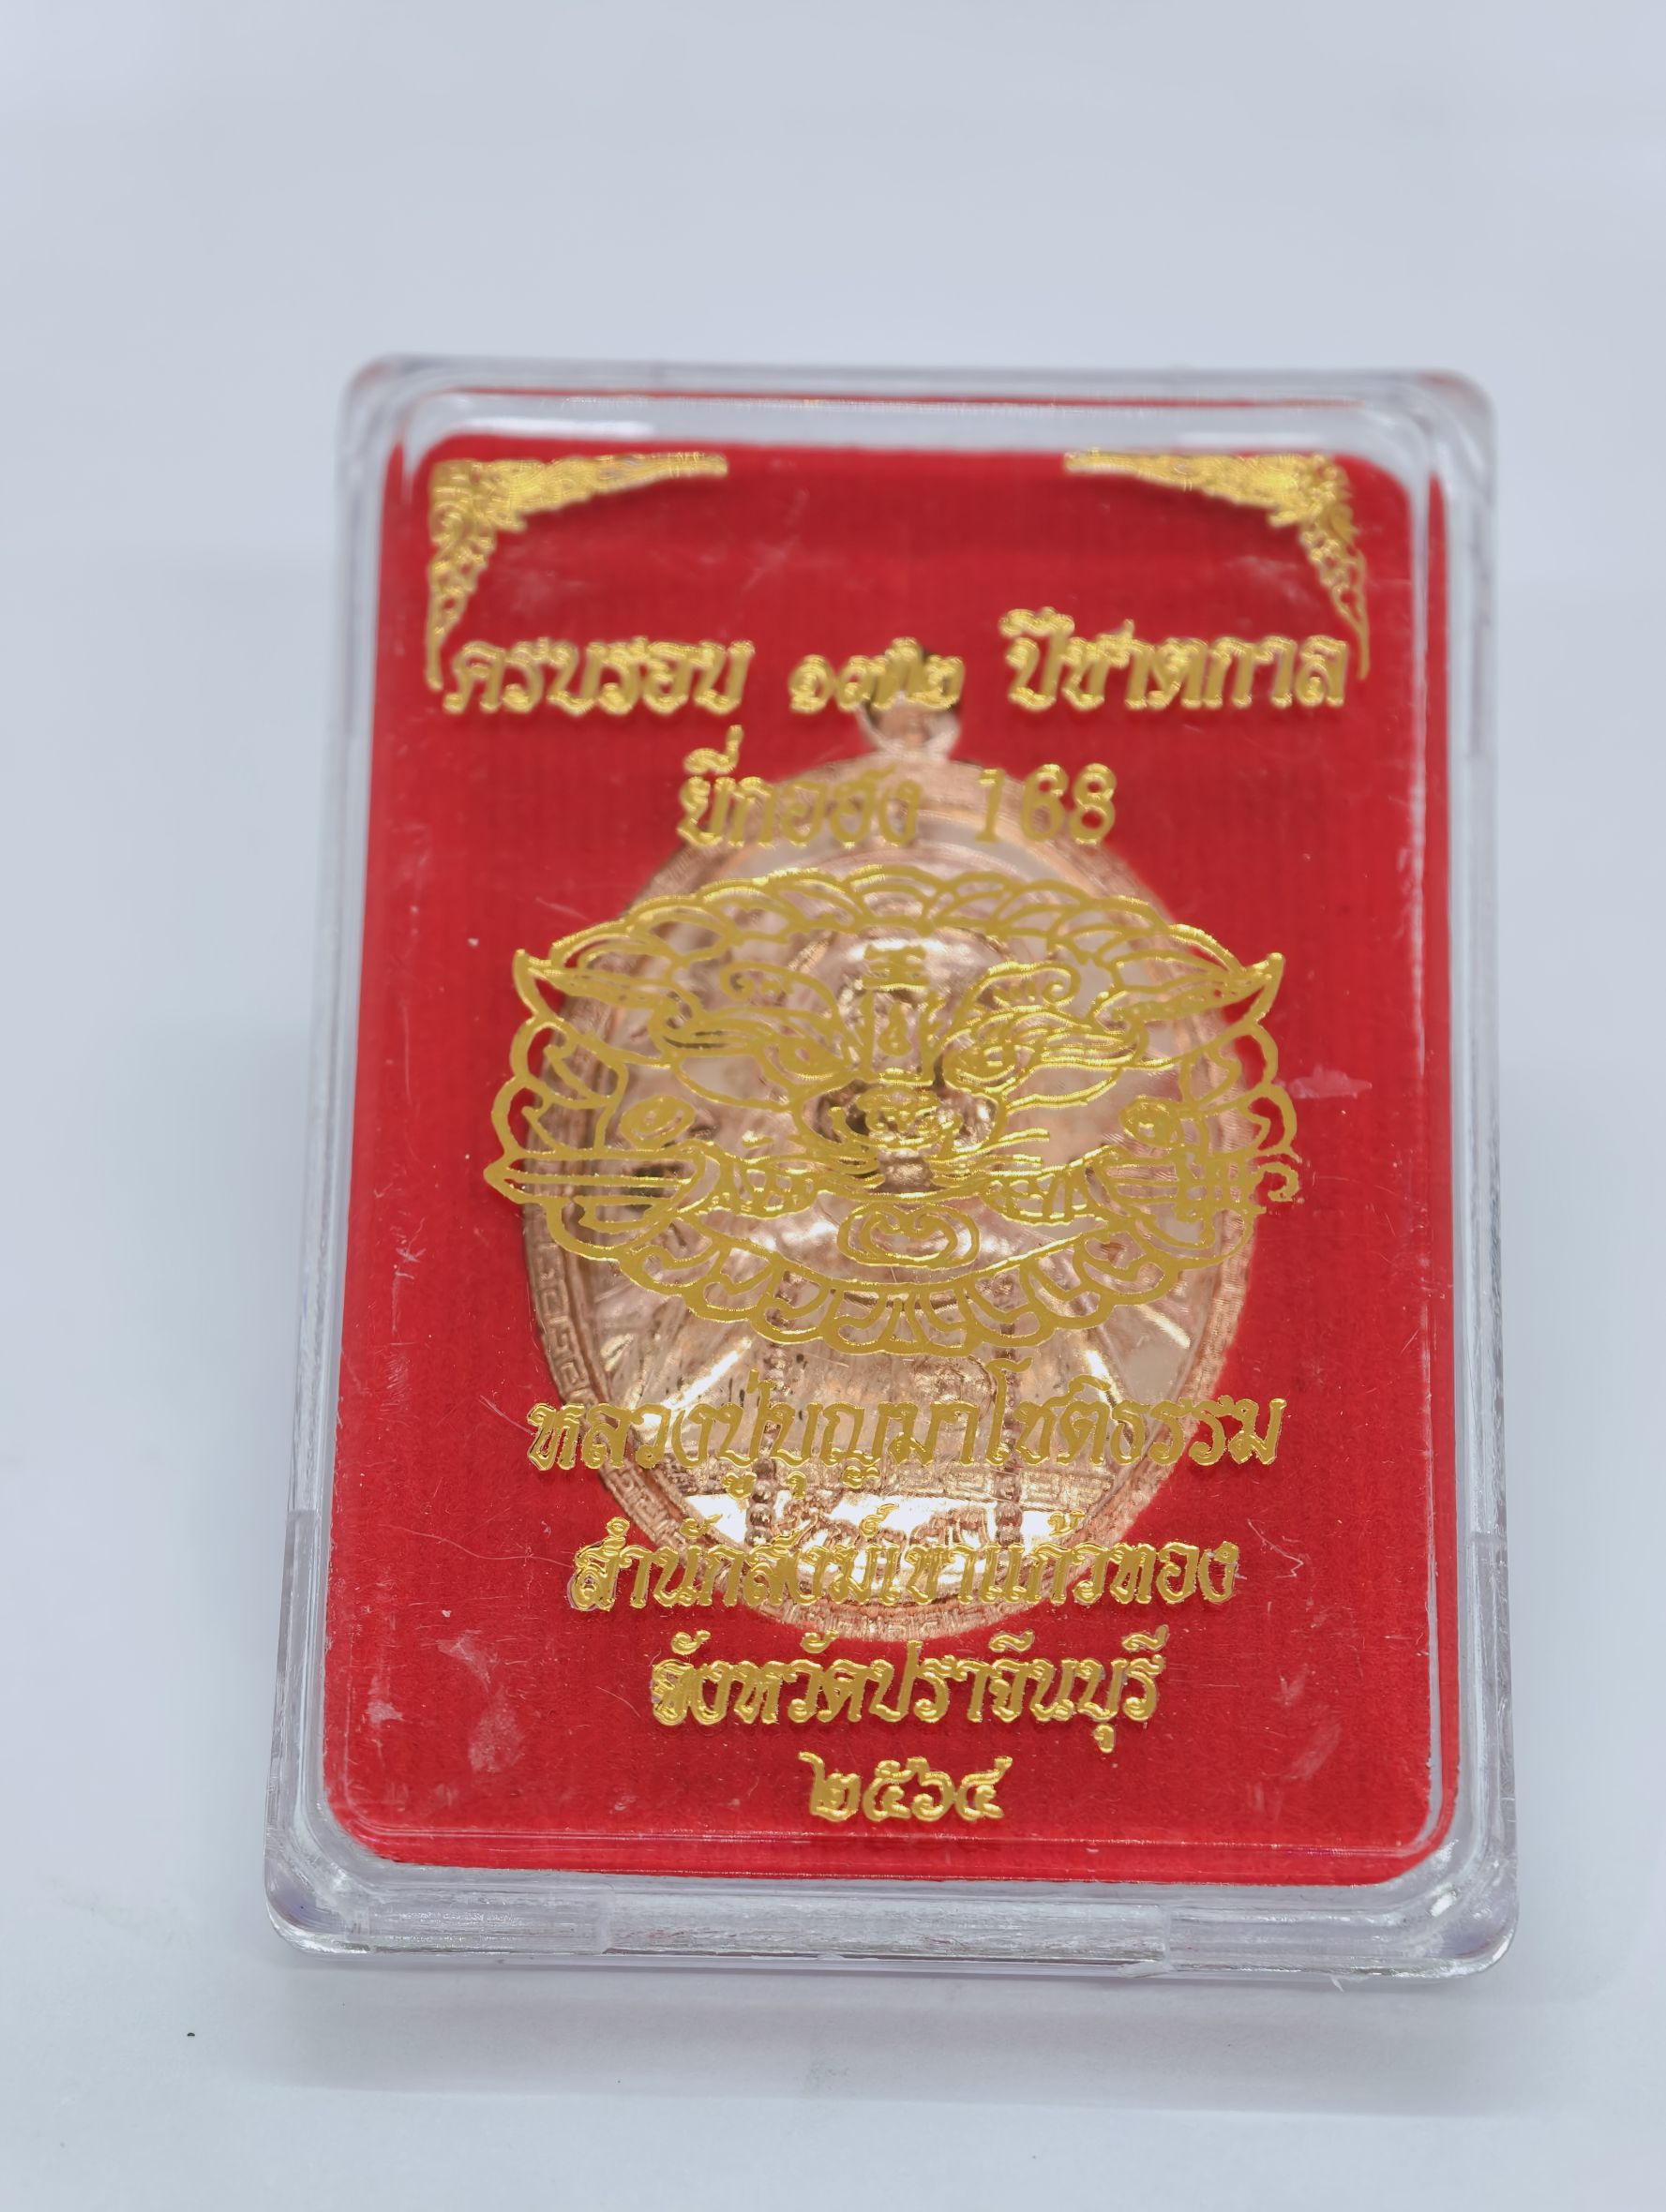 ครบรอบ ๑๗๒ ปีชาตกาล
ยี่กอฮง 168
王
หลวงปู่บุญมาโชติธรรม
สำนักสงฆ์เขาแก้วทอง
จังหวัดปราจีนบุรี
๒๕๖๔